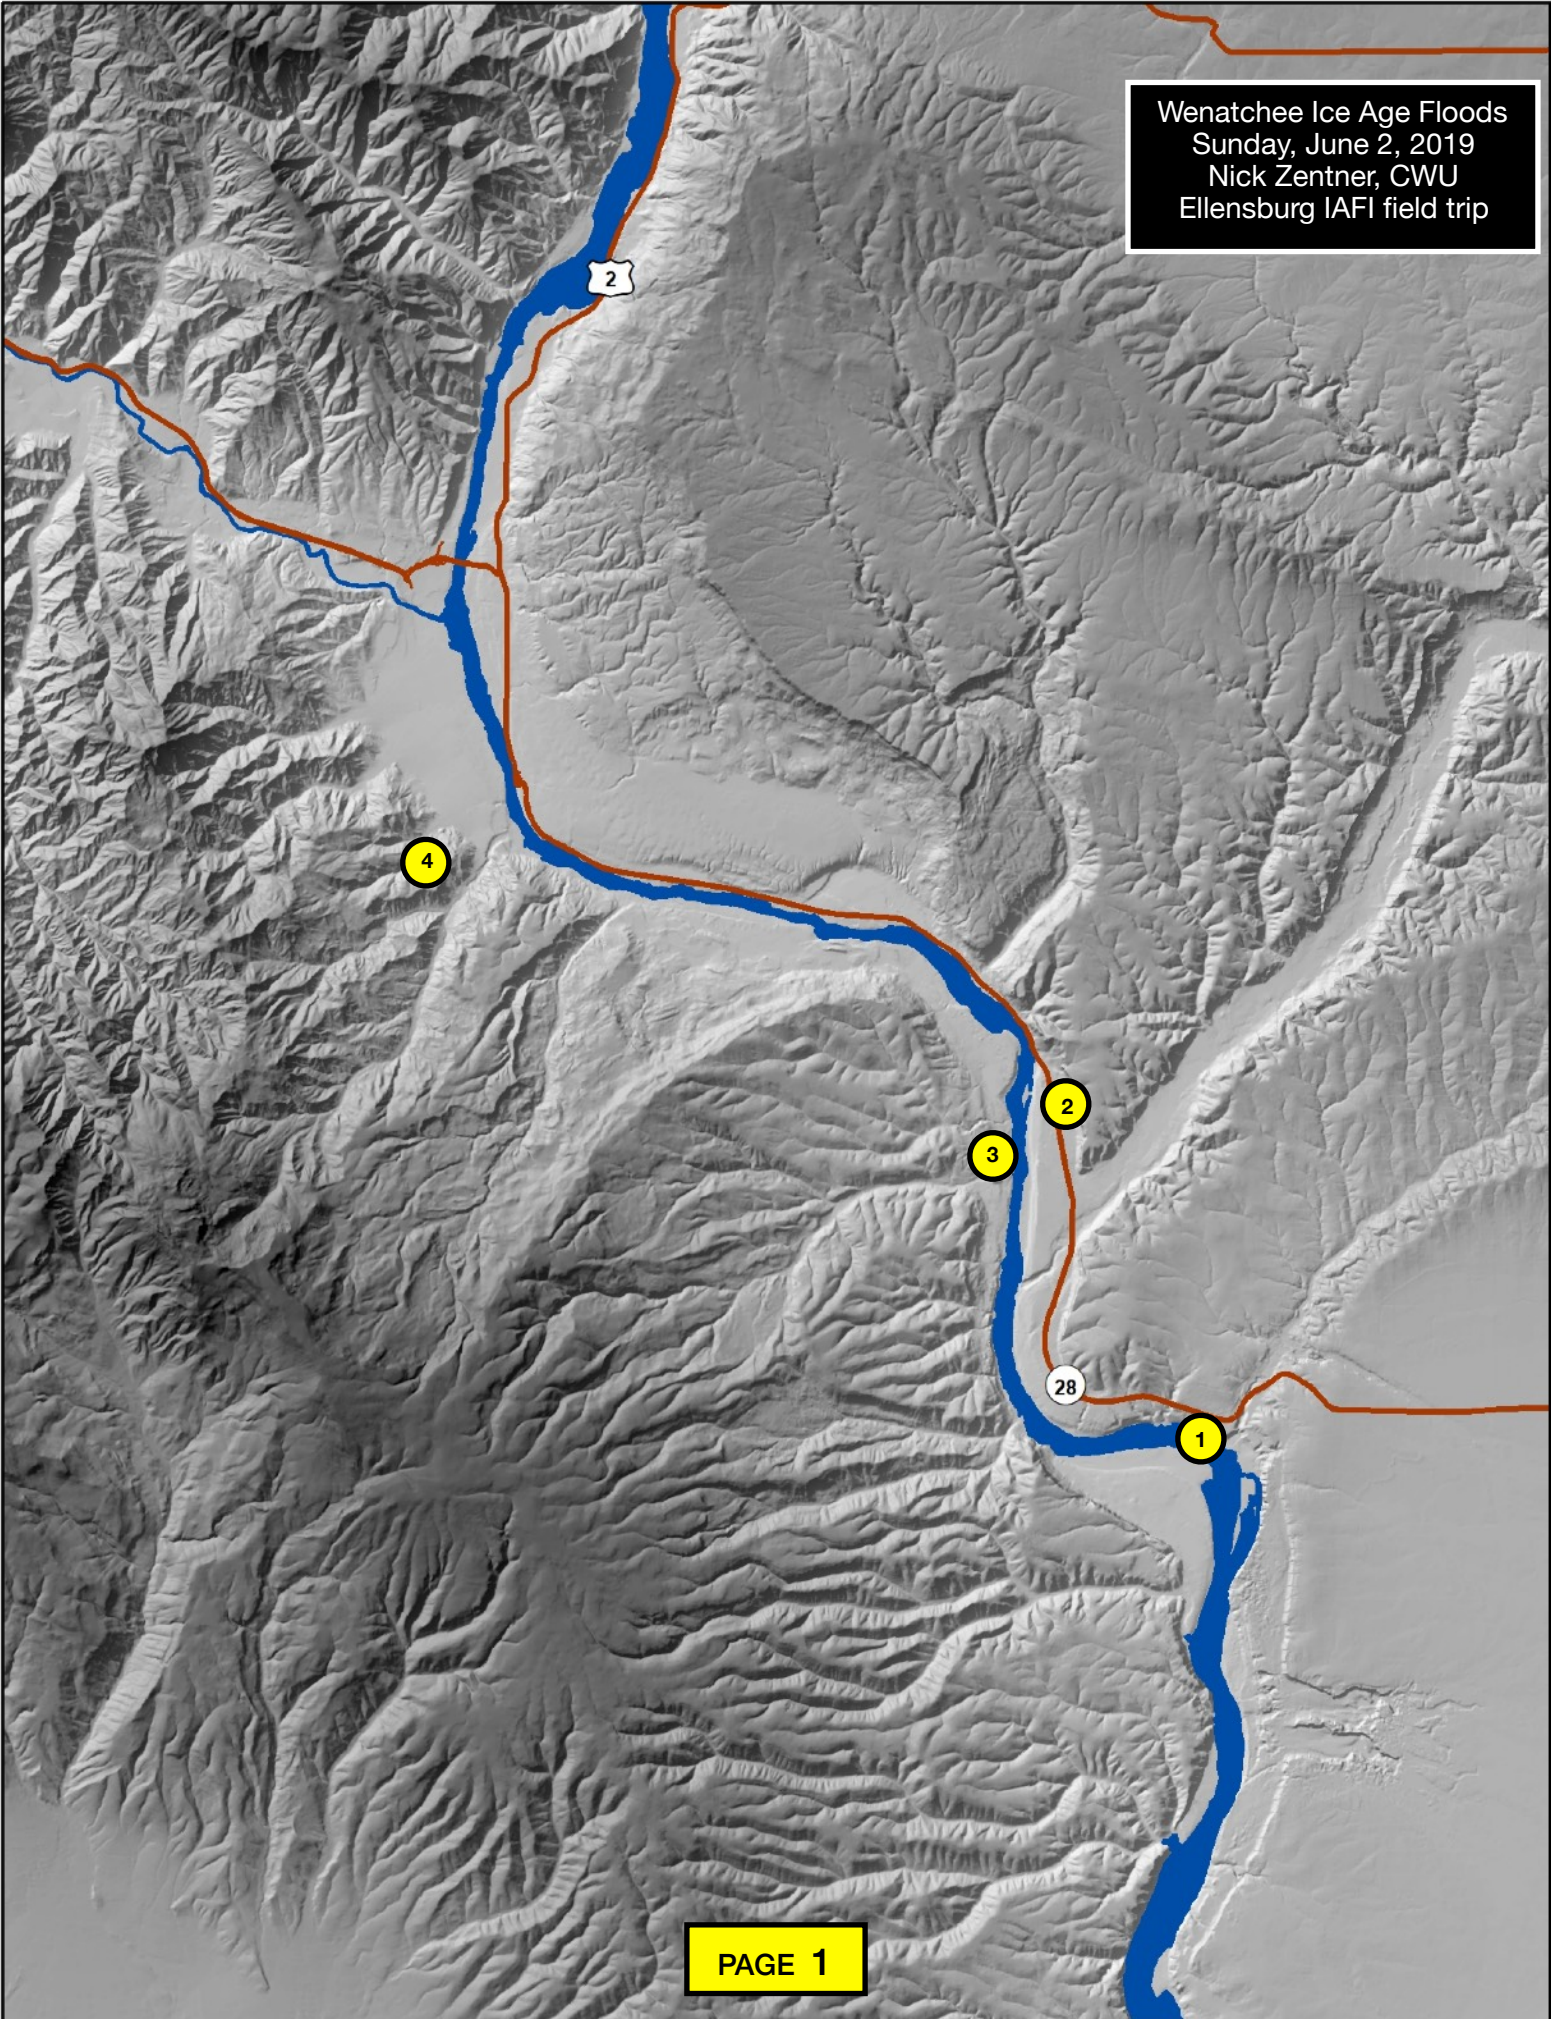 Wenatchee Ice Age Floods
Sunday, June 2, 2019
Nick Zentner, CWU
Ellensburg IAFI field trip
2
4
2
3
28
1
PAGE 1